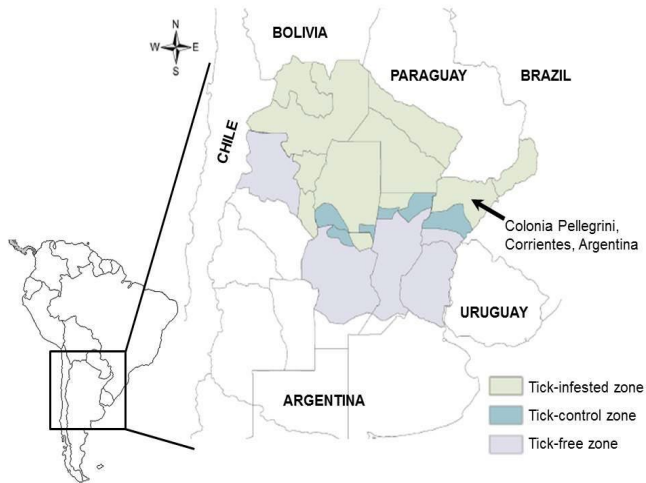 N
W E
S
BOLIVIA
PARAGUAY
BRAZIL
CHILE
Colonia Pellegrini,
Corrientes, Argentina
URUGUAY
ARGENTINA
Tick-infested zone
Tick-control zone
Tick-free zone